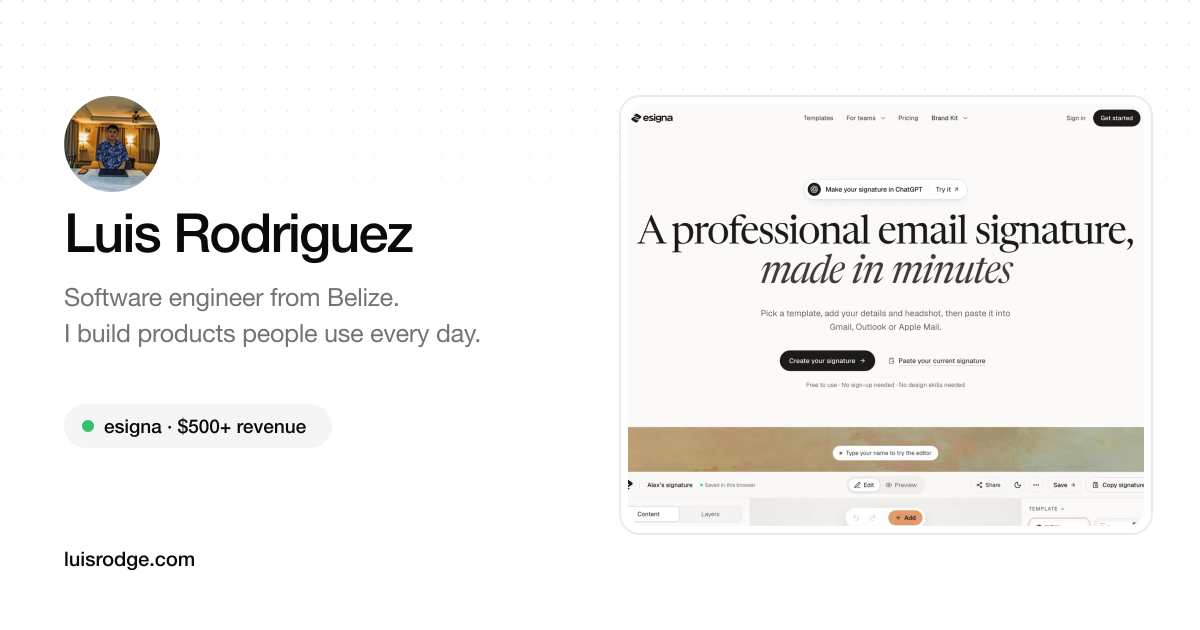 Luis Rodriguez
Software engineer from Belize.
I build products people use every day.
esigna · $500+ revenue
luisrodge.com
esigna
Templates For teams Pricing Brand Kit Sign in Get started
Make your signature in ChatGPT Try it
A professional email signature,
made in minutes
Pick a template, add your details and headshot, then paste it into
Gmail, Outlook or Apple Mail.
Create your signature → Paste your current signature
Free to use · No sign-up needed · No design skills needed
Type your name to try the editor
Alex's signature Saved in this browser Edit Preview Share Save → Copy signature
Content Layers + Add TEMPLATE